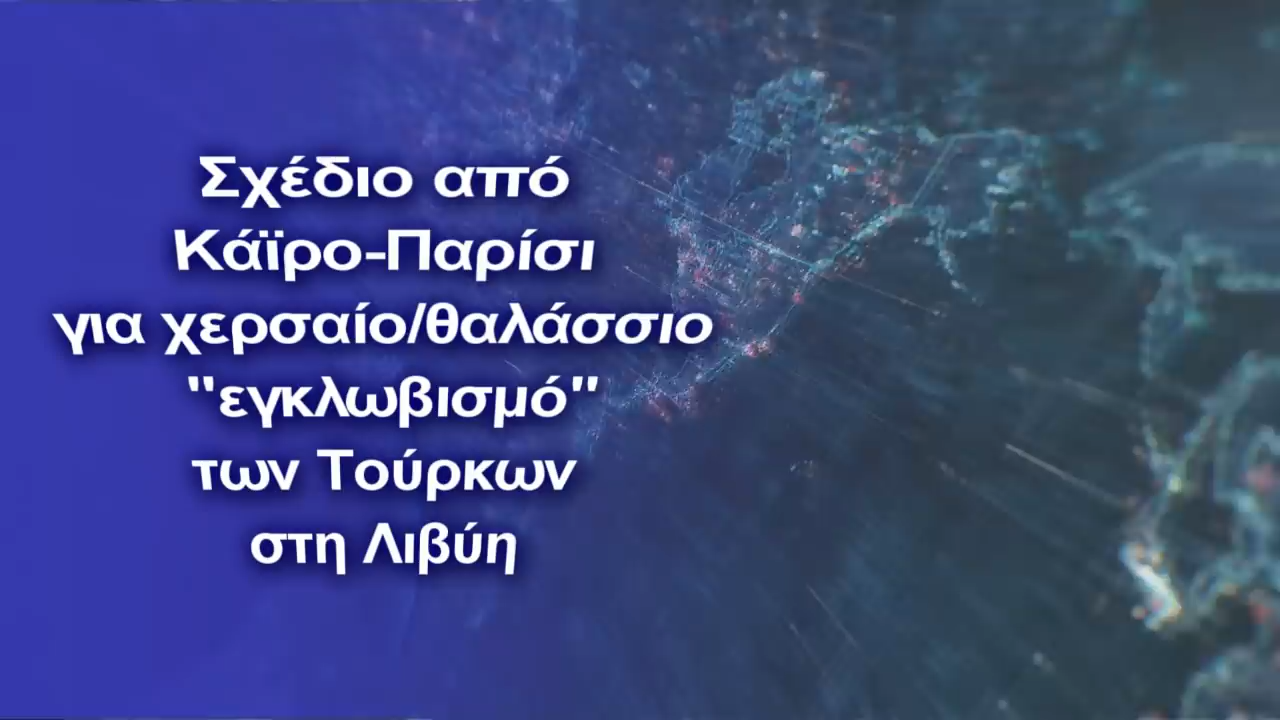 Σχέδιο από
Κάϊρο-Παρίσι
για χερσαίο/θαλάσσιο
"εγκλωβισμό"
των Τούρκων
στη Λιβύη